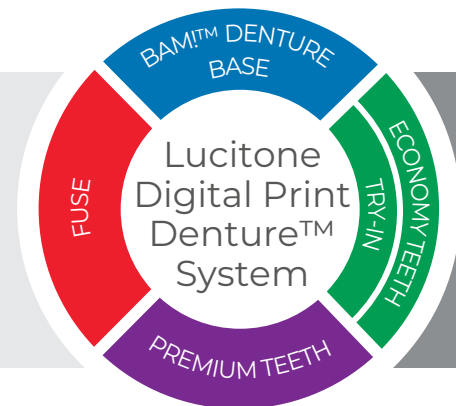 BAM!™ DENTURE
BASE
FUSE
Lucitone
Digital Print
Denture™
System
TRY-IN
ECONOMY TEETH
PREMIUM TEETH